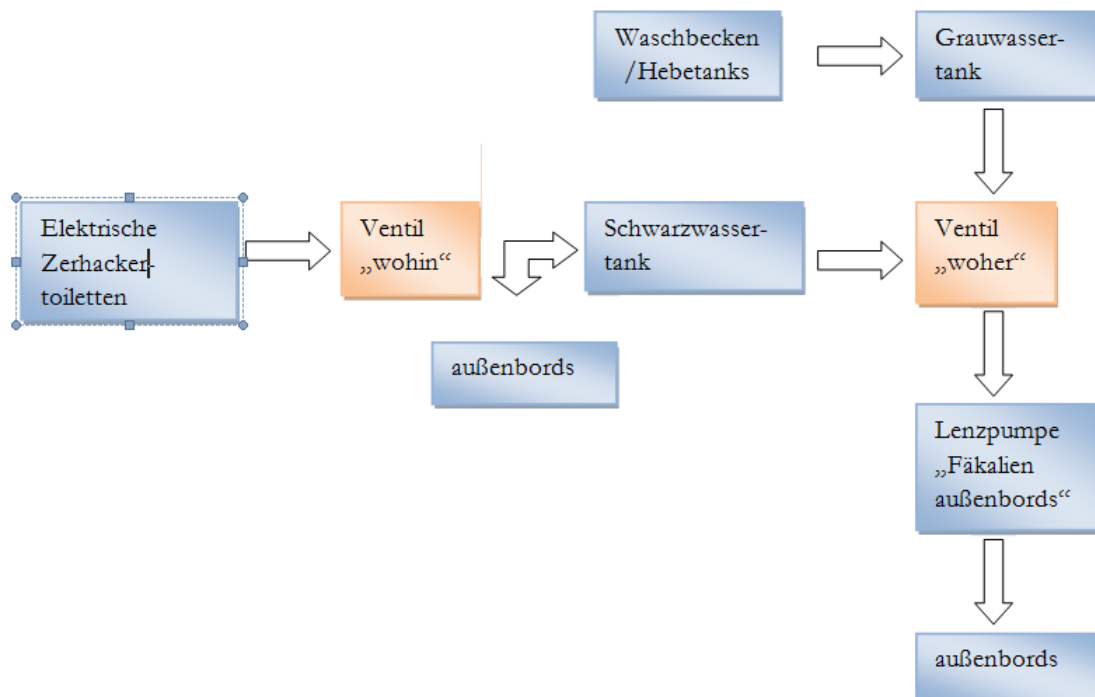 Waschbecken
/Hebetanks
Grauwasser-
tank
Elektrische
Zerhacker-
toiletten
Ventil
„wohin“
Schwarzwasser-
tank
Ventil
„woher“
außenbords
Lenzpumpe
„Fäkalien
außenbords“
außenbords